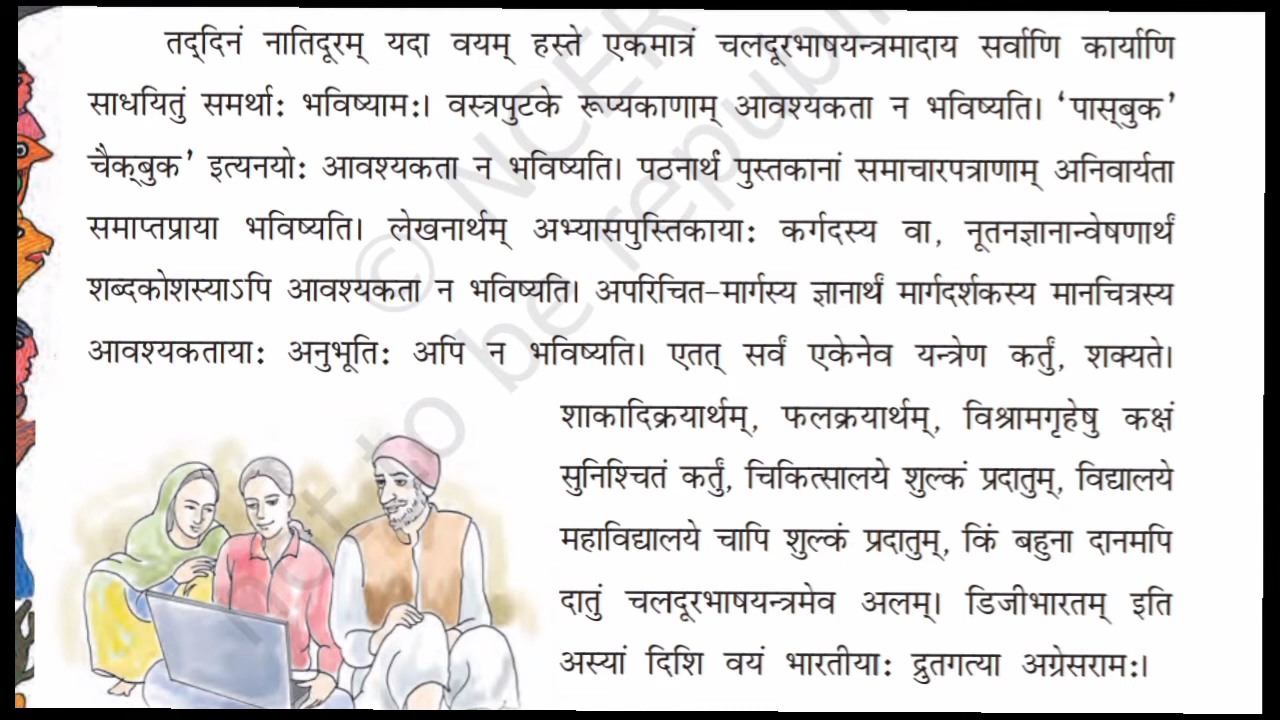 तद्दिनं नातिदूरम् यदा वयम् हस्ते एकमात्रं चलदूरभाषयन्त्रमादाय सर्वाणि कार्याणि
साधयितुं समर्थाः भविष्यामः। वस्त्रपुटके रूप्यकाणाम् आवश्यकता न भविष्यति। ‘पास्‌बुक’
चैक्‌बुक’ इत्यनयोः आवश्यकता न भविष्यति। पठनार्थं पुस्तकानां समाचारपत्राणाम् अनिवार्यता
समाप्तप्राया भविष्यति। लेखनार्थम् अभ्यासपुस्तिकायाः कर्गदस्य वा, नूतनज्ञानान्वेषणार्थं
शब्दकोशस्याऽपि आवश्यकता न भविष्यति। अपरिचित-मार्गस्य ज्ञानार्थं मार्गदर्शकस्य मानचित्रस्य
आवश्यकतायाः अनुभूतिः अपि न भविष्यति। एतत् सर्वं एकेनेव यन्त्रेण कर्तुं, शक्यते।
शाकादिक्रयार्थम्, फलक्रयार्थम्, विश्रामगृहेषु कक्षं
सुनिश्चितं कर्तुं, चिकित्सालये शुल्कं प्रदातुम्, विद्यालये
महाविद्यालये चापि शुल्कं प्रदातुम्, किं बहुना दानमपि
दातुं चलदूरभाषयन्त्रमेव अलम्। डिजीभारतम् इति
अस्यां दिशि वयं भारतीयाः द्रुतगत्या अग्रेसरामः।
© NCER
not to be republi